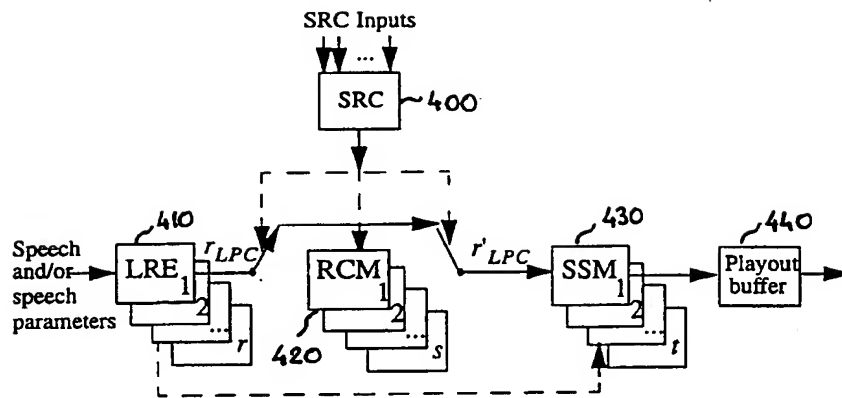 SRC Inputs
...
SRC
400
410
430
440
r_LPC
r'_LPC
Speech
and/or
speech
parameters
LRE 1
2
...
r
RCM 1
2
...
s
420
SSM 1
2
...
t
Playout
buffer